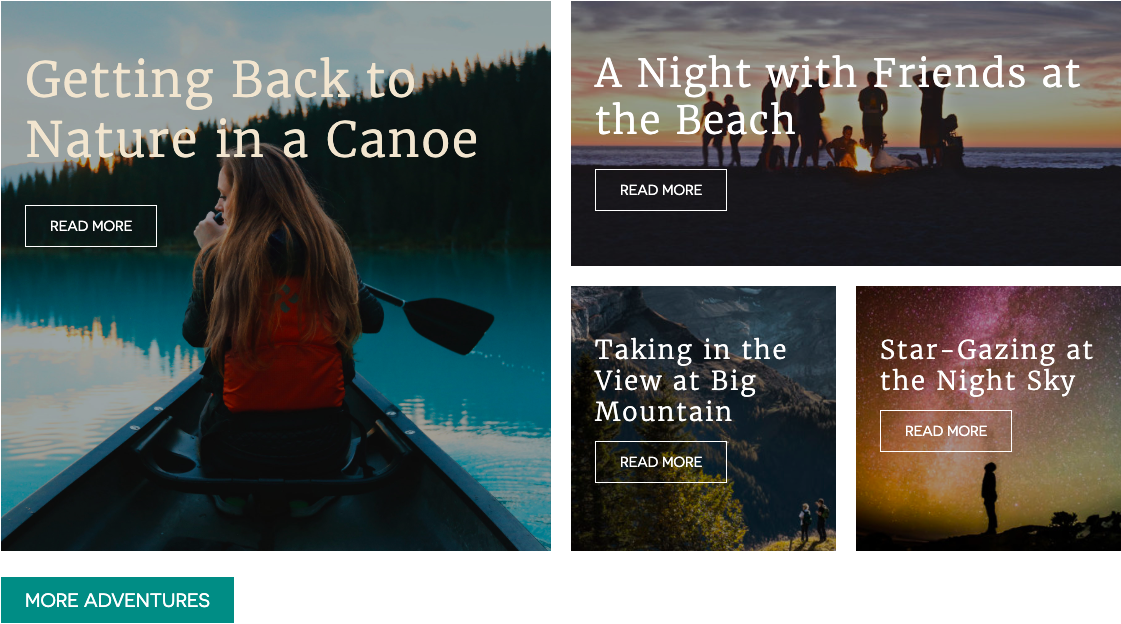 Getting Back to
Nature in a Canoe
READ MORE
A Night with Friends at
the Beach
READ MORE
Taking in the
View at Big
Mountain
READ MORE
Star-Gazing at
the Night Sky
READ MORE
MORE ADVENTURES